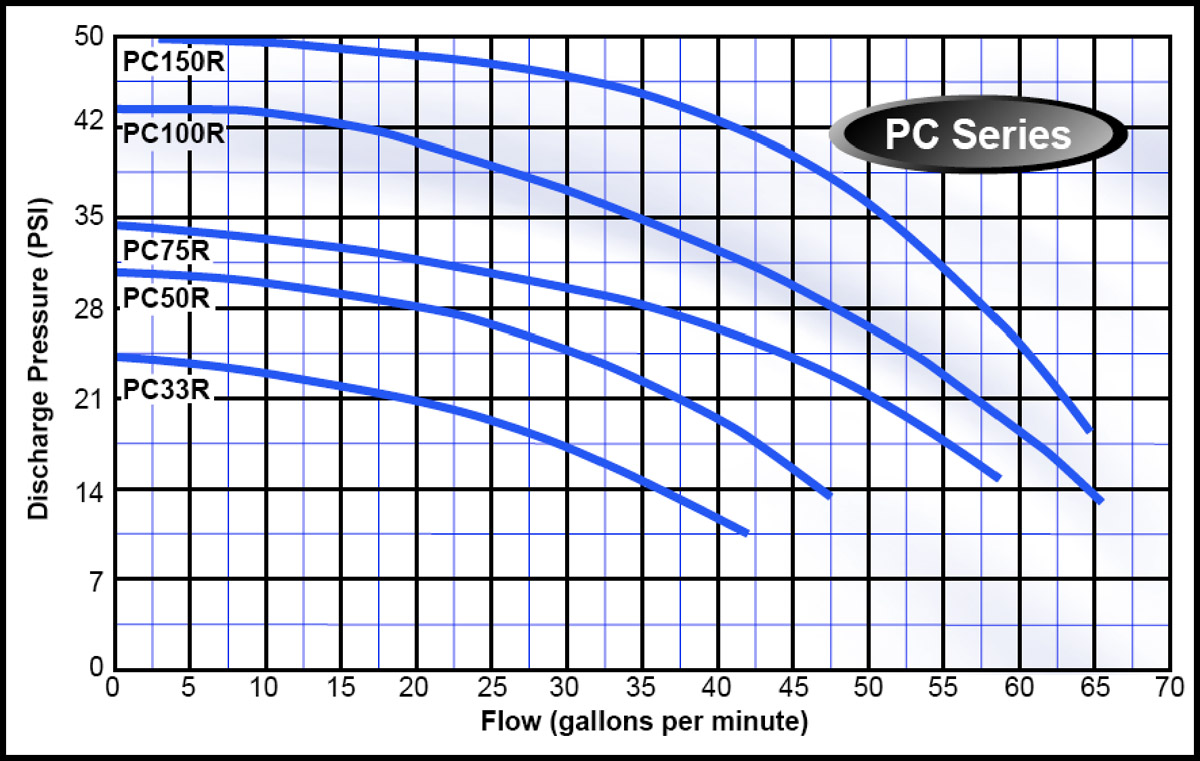 50
PC150R
42
PC100R
PC Series
35
PC75R
PC50R
28
PC33R
21
14
7
0
Discharge Pressure (PSI)
0 5 10 15 20 25 30 35 40 45 50 55 60 65 70
Flow (gallons per minute)